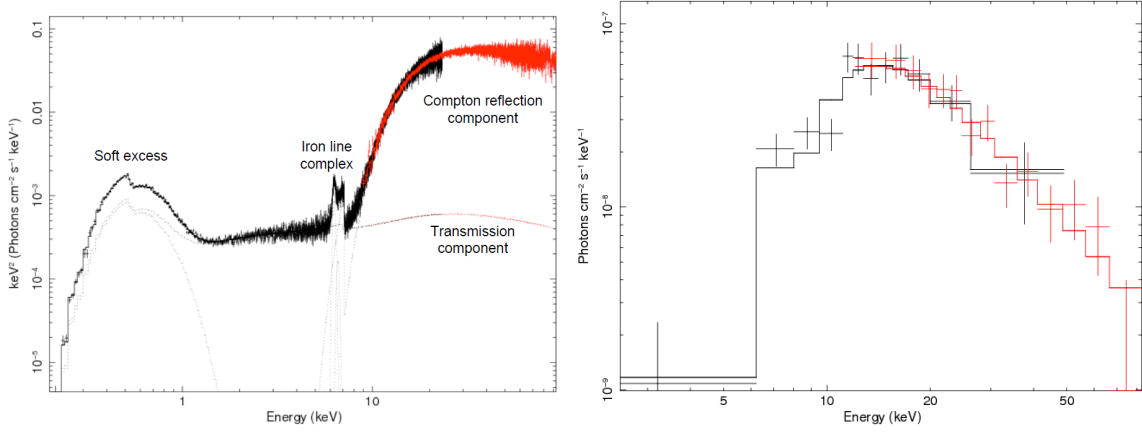 keV² (Photons cm⁻² s⁻¹ keV⁻¹)
0.1
0.01
10⁻³
10⁻⁴
10⁻⁵
Soft excess
Iron line
complex
Compton reflection
component
Transmission
component
1
10
Energy (keV)
Photons cm⁻² s⁻¹ keV⁻¹
10⁻⁷
10⁻⁸
10⁻⁹
5
10
20
50
Energy (keV)